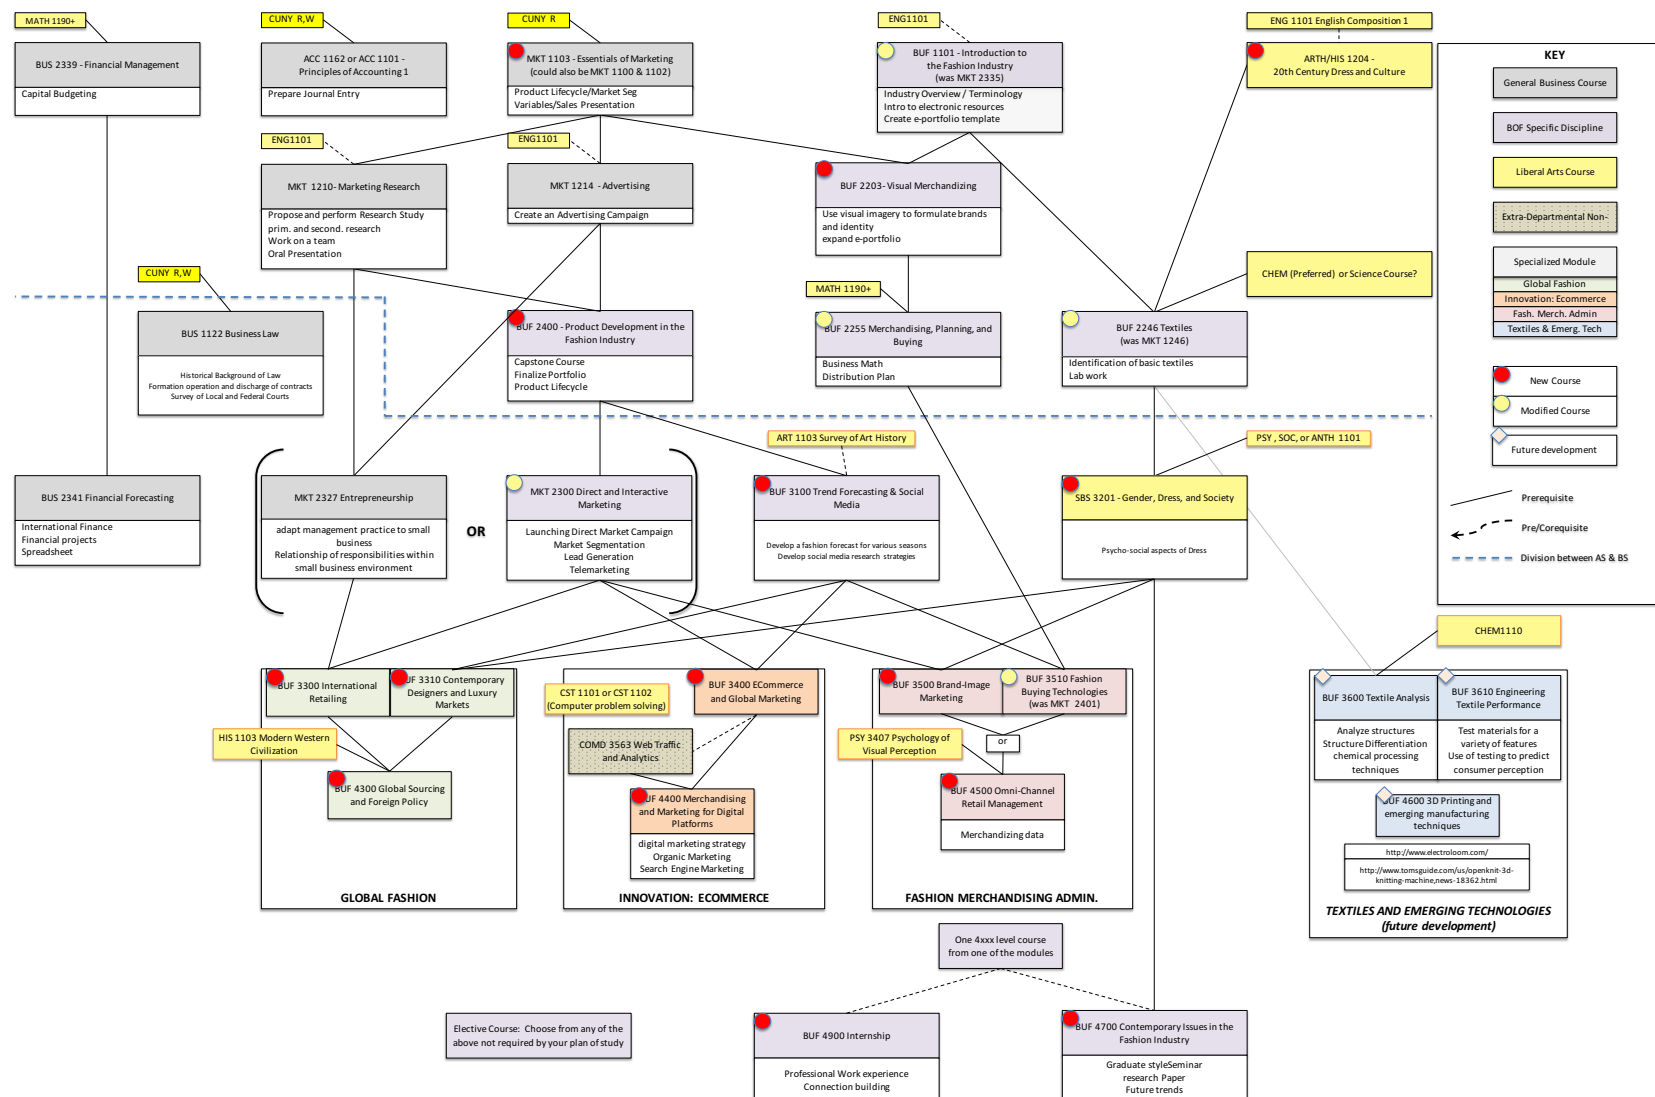 MATH 1190+
CUNY R,W
CUNY R
ENG1101
ENG 1101 English Composition 1
BUS 2339 - Financial Management
Capital Budgeting
ACC 1162 or ACC 1101 -
Principles of Accounting 1
Prepare Journal Entry
MKT 1103 - Essentials of Marketing
(could also be MKT 1100 & 1102)
Product Lifecycle/Market Seg
Variables/Sales Presentation
BUF 1101 - Introduction to
the Fashion Industry
(was MKT 2335)
Industry Overview / Terminology
Intro to electronic resources
Create e-portfolio template
ARTH/HIS 1204 -
20th Century Dress and Culture
KEY
General Business Course
BOF Specific Discipline
Liberal Arts Course
Extra-Departmental Non-
Specialized Module
Global Fashion
Innovation: Ecommerce
Fash. Merch. Admin
Textiles & Emerg. Tech
New Course
Modified Course
Future development
Prerequisite
Pre/Corequisite
Division between AS & BS
ENG1101
ENG1101
MKT 1210- Marketing Research
Propose and perform Research Study
prim. and second. research
Work on a team
Oral Presentation
MKT 1214 - Advertising
Create an Advertising Campaign
BUF 2203- Visual Merchandizing
Use visual imagery to formulate brands
and identity
expand e-portfolio
CUNY R,W
MATH 1190+
CHEM (Preferred) or Science Course?
BUS 1122 Business Law
Historical Background of Law
Formation operation and discharge of contracts
Survey of Local and Federal Courts
BUF 2400 - Product Development in the
Fashion Industry
Capstone Course
Finalize Portfolio
Product Lifecycle
BUF 2255 Merchandising, Planning, and
Buying
Business Math
Distribution Plan
BUF 2246 Textiles
(was MKT 1246)
Identification of basic textiles
Lab work
ART 1103 Survey of Art History
PSY , SOC, or ANTH 1101
BUS 2341 Financial Forecasting
International Finance
Financial projects
Spreadsheet
MKT 2327 Entrepreneurship
adapt management practice to small
business
Relationship of responsibilities within
small business environment
OR
MKT 2300 Direct and Interactive
Marketing
Launching Direct Market Campaign
Market Segmentation
Lead Generation
Telemarketing
BUF 3100 Trend Forecasting & Social
Media
Develop a fashion forecast for various seasons
Develop social media research strategies
SBS 3201 - Gender, Dress, and Society
Psycho-social aspects of Dress
CHEM1110
BUF 3300 International
Retailing
BUF 3310 Contemporary
Designers and Luxury
Markets
HIS 1103 Modern Western
Civilization
BUF 4300 Global Sourcing
and Foreign Policy
GLOBAL FASHION
CST 1101 or CST 1102
(Computer problem solving)
BUF 3400 ECommerce
and Global Marketing
COMD 3563 Web Traffic
and Analytics
BUF 4400 Merchandising
and Marketing for Digital
Platforms
digital marketing strategy
Organic Marketing
Search Engine Marketing
INNOVATION: ECOMMERCE
BUF 3500 Brand-Image
Marketing
BUF 3510 Fashion
Buying Technologies
(was MKT 2401)
PSY 3407 Psychology of
Visual Perception
or
BUF 4500 Omni-Channel
Retail Management
Merchandizing data
FASHION MERCHANDISING ADMIN.
BUF 3600 Textile Analysis
Analyze structures
Structure Differentiation
chemical processing
techniques
BUF 3610 Engineering
Textile Performance
Test materials for a
variety of features
Use of testing to predict
consumer perception
BUF 4600 3D Printing and
emerging manufacturing
techniques
http://www.electroloom.com/
http://www.tomsguide.com/us/openknit-3d-
knitting-machine,news-18362.html
TEXTILES AND EMERGING TECHNOLOGIES
(future development)
One 4xxx level course
from one of the modules
Elective Course: Choose from any of the
above not required by your plan of study
BUF 4900 Internship
Professional Work experience
Connection building
BUF 4700 Contemporary Issues in the
Fashion Industry
Graduate styleSeminar
research Paper
Future trends